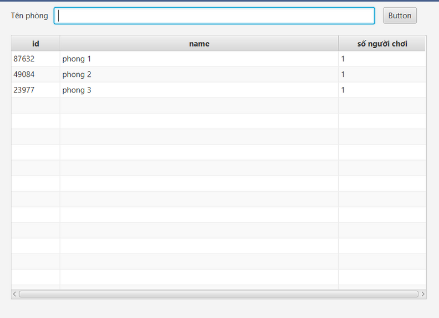 Tên phòng Button
id name số người chơi
87632 phong 1 1
49084 phong 2 1
23977 phong 3 1